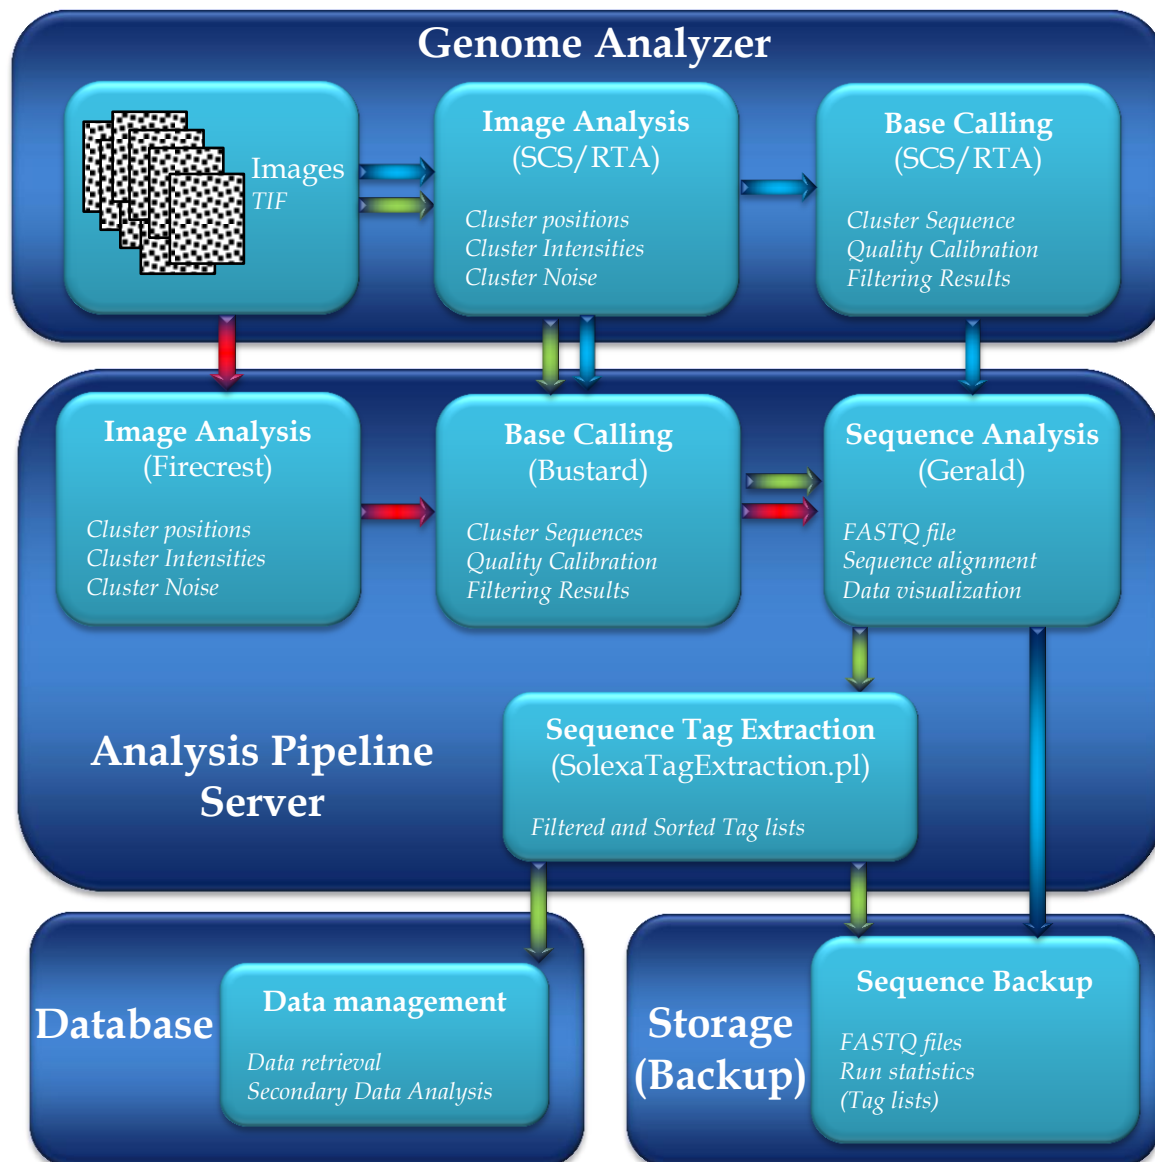 Genome Analyzer
Images
TIF
Image Analysis
(SCS/RTA)
Cluster positions
Cluster Intensities
Cluster Noise
Base Calling
(SCS/RTA)
Cluster Sequence
Quality Calibration
Filtering Results
Image Analysis
(Firecrest)
Cluster positions
Cluster Intensities
Cluster Noise
Base Calling
(Bustard)
Cluster Sequences
Quality Calibration
Filtering Results
Sequence Analysis
(Gerald)
FASTQ file
Sequence alignment
Data visualization
Analysis Pipeline
Server
Sequence Tag Extraction
(SolexaTagExtraction.pl)
Filtered and Sorted Tag lists
Database
Data management
Data retrieval
Secondary Data Analysis
Storage
(Backup)
Sequence Backup
FASTQ files
Run statistics
(Tag lists)